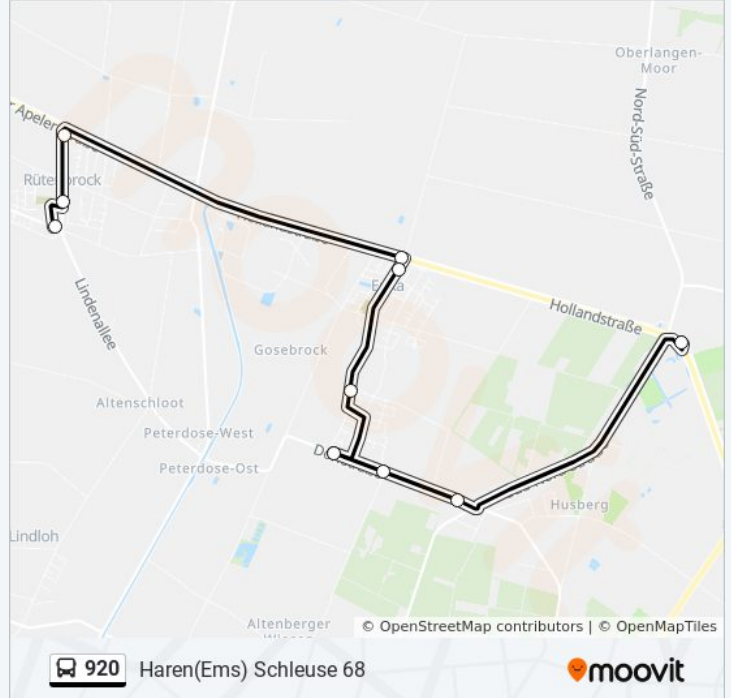 Oberlangen-
Moor
Nord-Süd-Straße
r Apeler
Hollandstraße
Lindenallee
Gosebrock
Altenschloot
Peterdose-West
Peterdose-Ost
Husberg
Lindloh
Altenberger
Wiesen
© OpenStreetMap contributors | © OpenMapTiles
920 Haren(Ems) Schleuse 68 moovit